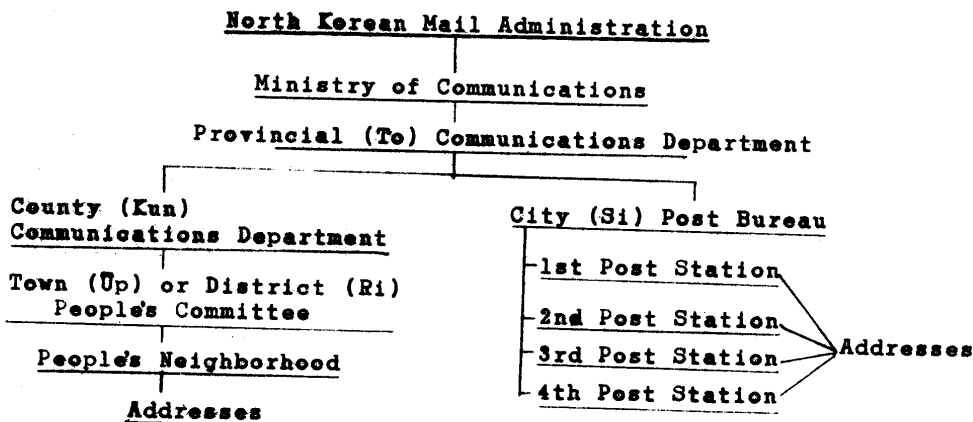 North Korean Mail Administration
Ministry of Communications
Provincial (To) Communications Department
County (Kun)
Communications Department
Town (Ŭp) or District (Ri)
People's Committee
People's Neighborhood
Addresses
City (Si) Post Bureau
1st Post Station
2nd Post Station
3rd Post Station
4th Post Station
Addresses